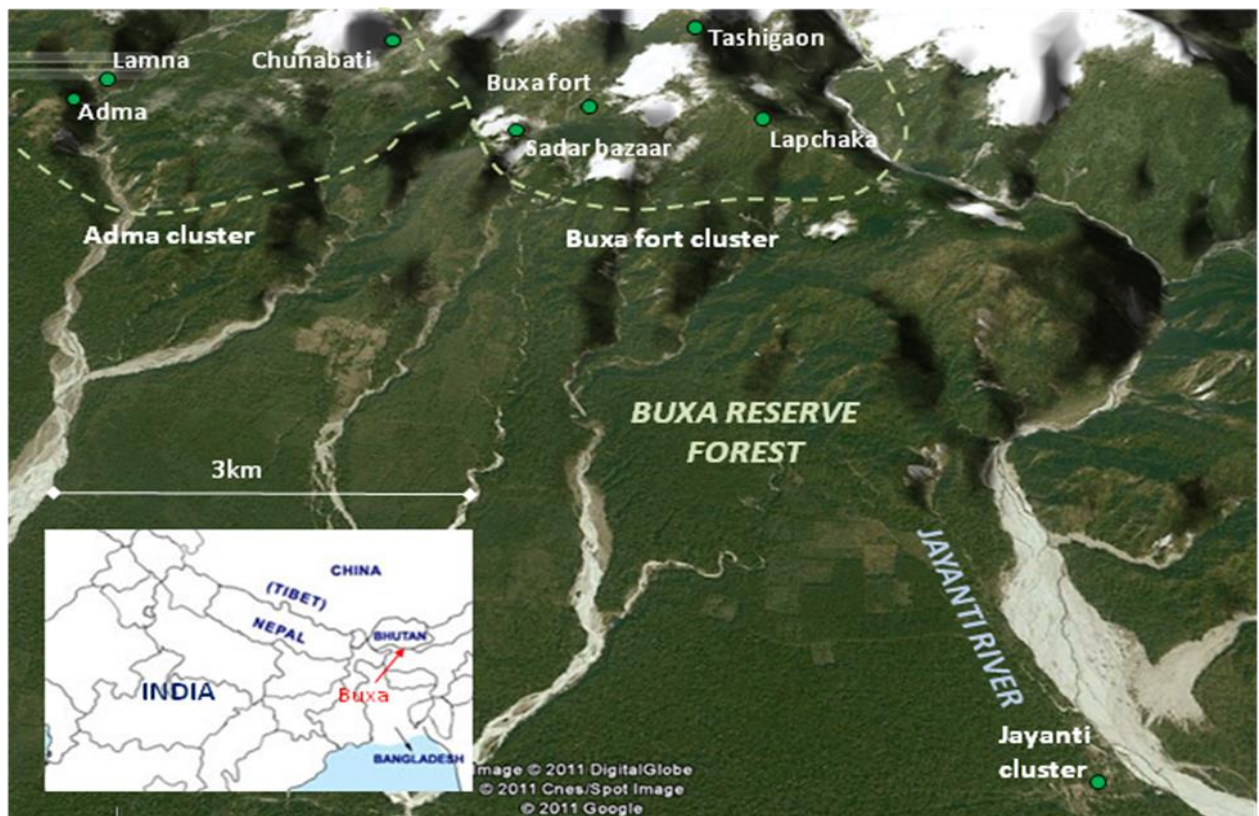 Lamna
Chunabati
Tashigaon
Adma
Buxa fort
Sadar bazaar
Lapchaka
Adma cluster
Buxa fort cluster
BUXA RESERVE
FOREST
3km
JAYANTI RIVER
CHINA
(TIBET)
NEPAL
BHUTAN
INDIA
Buxa
BANGLADESH
Jayanti
cluster
Image © 2011 DigitalGlobe
© 2011 Cnes/Spot Image
© 2011 Google